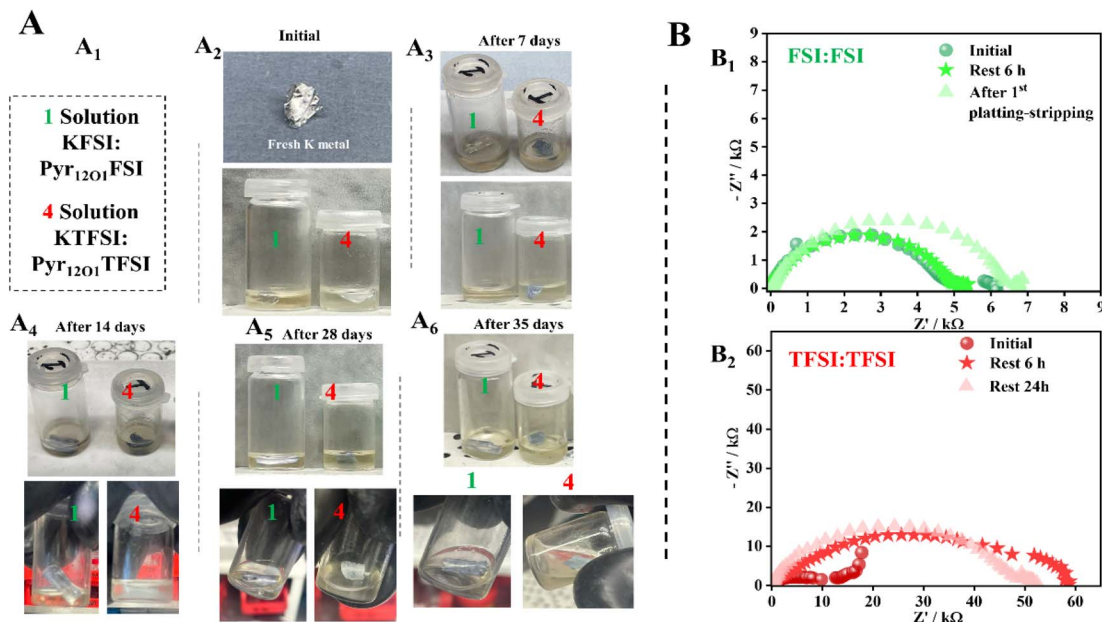 A
A1
1 Solution
KFSI:
Pyr12O1FSI
4 Solution
KTFSI:
Pyr12O1TFSI
A2
Initial
Fresh K metal
1
4
A3
After 7 days
1
4
1
4
A4
After 14 days
1
4
1
4
A5
After 28 days
1
4
1
4
A6
After 35 days
1
4
1
4
B
B1
FSI:FSI
Initial
Rest 6 h
After 1st
platting-stripping
- Z'' / kΩ
9
8
7
6
5
4
3
2
1
0
0 1 2 3 4 5 6 7 8 9
Z' / kΩ
B2
TFSI:TFSI
Initial
Rest 6 h
Rest 24h
- Z'' / kΩ
60
50
40
30
20
10
0
0 10 20 30 40 50 60
Z' / kΩ